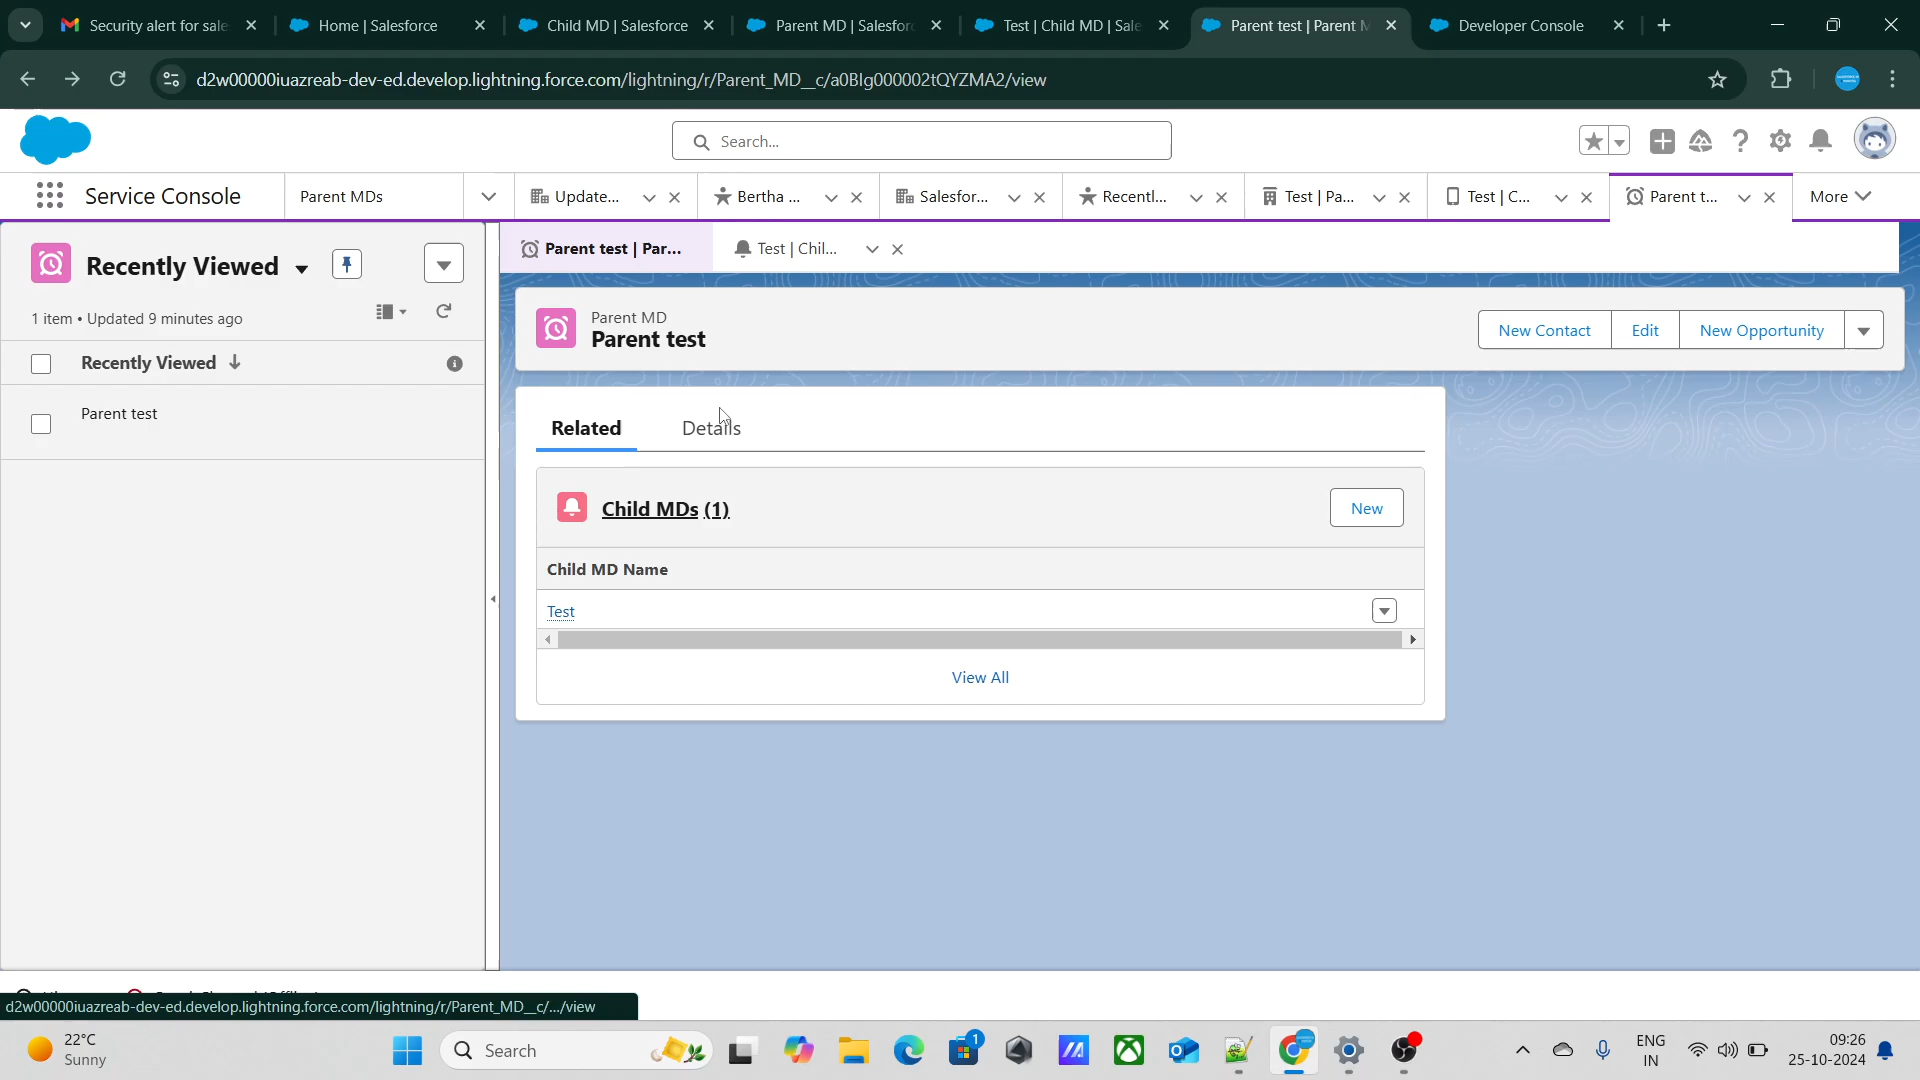 Security alert for sale
Home | Salesforce
Child MD | Salesforce
Parent MD | Salesforc
Test | Child MD | Sale
Parent test | Parent M
Developer Console
d2w00000iuazreab-dev-ed.develop.lightning.force.com/lightning/r/Parent_MD__c/a0BIg000002tQYZMA2/view
Search...
Service Console
Parent MDs
Update...
Bertha ...
Salesfor...
Recentl...
Test | Pa...
Test | C...
Parent t...
More
Recently Viewed
1 item • Updated 9 minutes ago
Recently Viewed
Parent test
Parent test | Par...
Test | Chil...
Parent MD
Parent test
New Contact
Edit
New Opportunity
Related
Details
Child MDs (1)
New
Child MD Name
Test
View All
d2w00000iuazreab-dev-ed.develop.lightning.force.com/lightning/r/Parent_MD__c/.../view
22°C
Sunny
Search
1
ENG
IN
09:26
25-10-2024